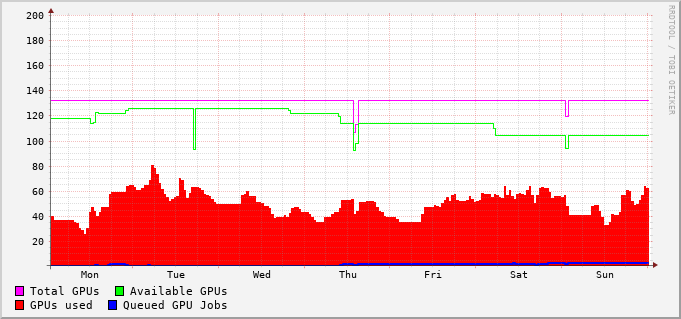 200
180
160
140
120
100
80
60
40
20
Mon Tue Wed Thu Fri Sat Sun
Total GPUs Available GPUs
GPUs used Queued GPU Jobs
RRDTOOL / TOBI OETIKER